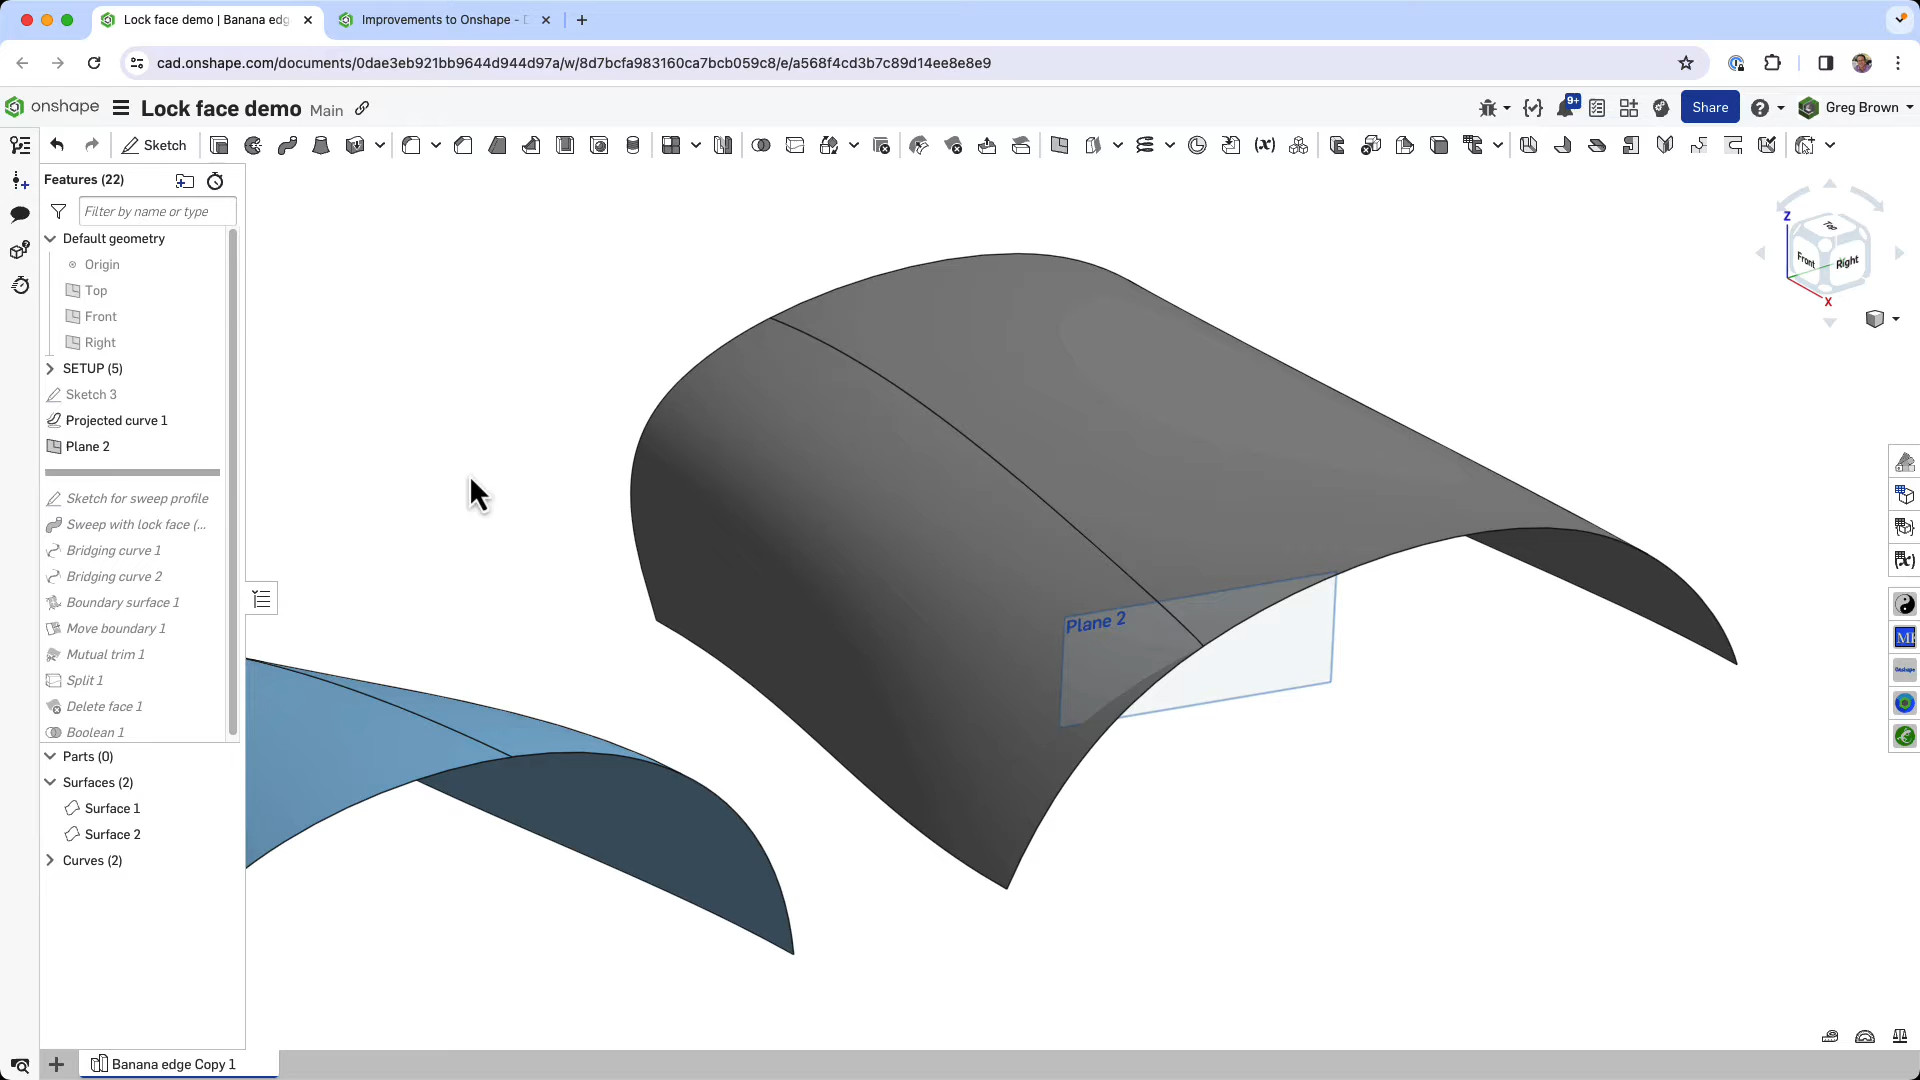 Lock face demo | Banana edg
Improvements to Onshape -
cad.onshape.com/documents/0dae3eb921bb9644d944d97a/w/8d7bcfa983160ca7bcb059c8/e/a568f4cd3b7c89d14ee8e8e9
onshape
Lock face demo Main
9+
Share
Greg Brown
Sketch
(x)
Features (22)
Filter by name or type
Default geometry
Origin
Top
Front
Right
SETUP (5)
Sketch 3
Projected curve 1
Plane 2
Sketch for sweep profile
Sweep with lock face (...
Bridging curve 1
Bridging curve 2
Boundary surface 1
Move boundary 1
Mutual trim 1
Split 1
Delete face 1
Boolean 1
Parts (0)
Surfaces (2)
Surface 1
Surface 2
Curves (2)
Plane 2
Z
Top
Front
Right
X
(x)
Onshape
Banana edge Copy 1